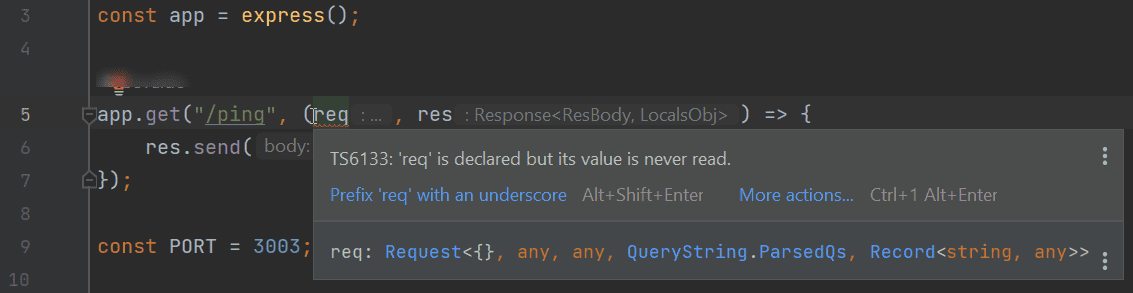 3 const app = express();
4
5 app.get("/ping", (req : ... , res : Response<ResBody, LocalsObj> ) => {
6 res.send( body:
7 });
8
9 const PORT = 3003;
10
TS6133: 'req' is declared but its value is never read.
Prefix 'req' with an underscore Alt+Shift+Enter More actions... Ctrl+1 Alt+Enter
req: Request<{}, any, any, QueryString.ParsedQs, Record<string, any>>